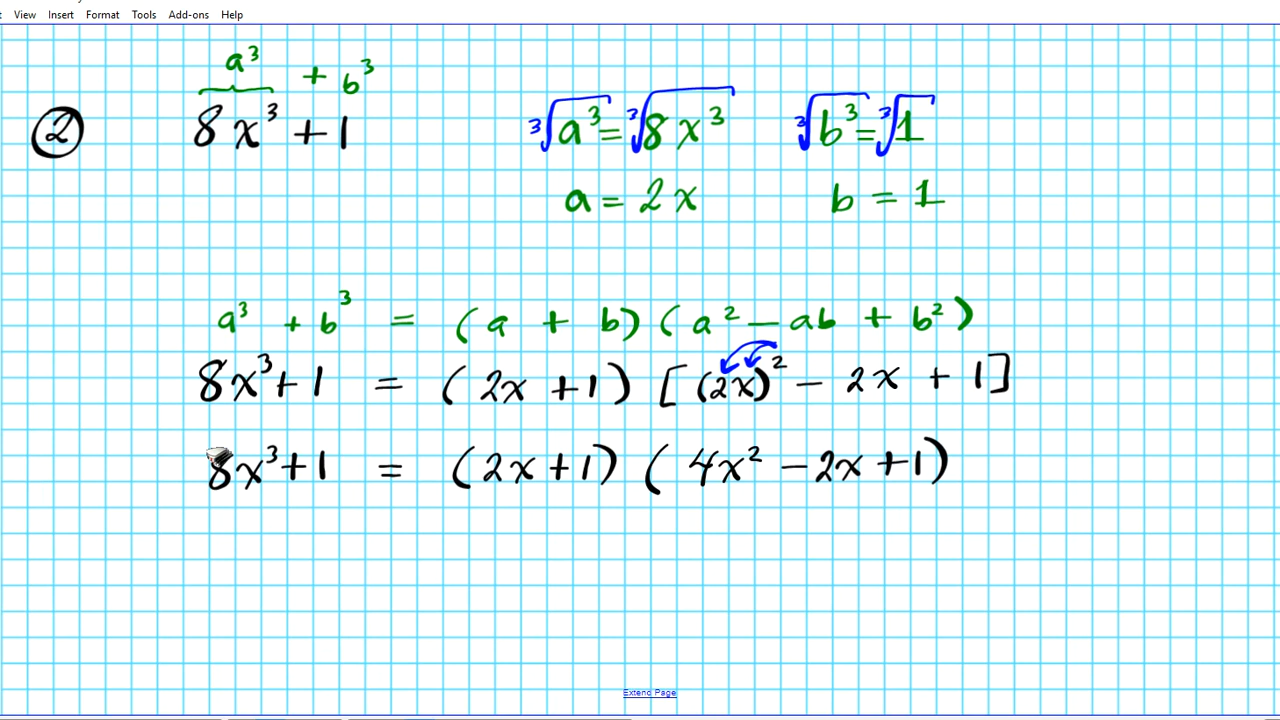 View Insert Format Tools Add-ons Help
a³ + b³
② 8x³ + 1
∛a³ = ∛8x³ ∛b³ = ∛1
a = 2x b = 1
a³ + b³ = (a + b) (a² − ab + b²)
8x³ + 1 = (2x + 1) [(2x)² − 2x + 1]
8x³ + 1 = (2x + 1) (4x² − 2x + 1)
Extend Page